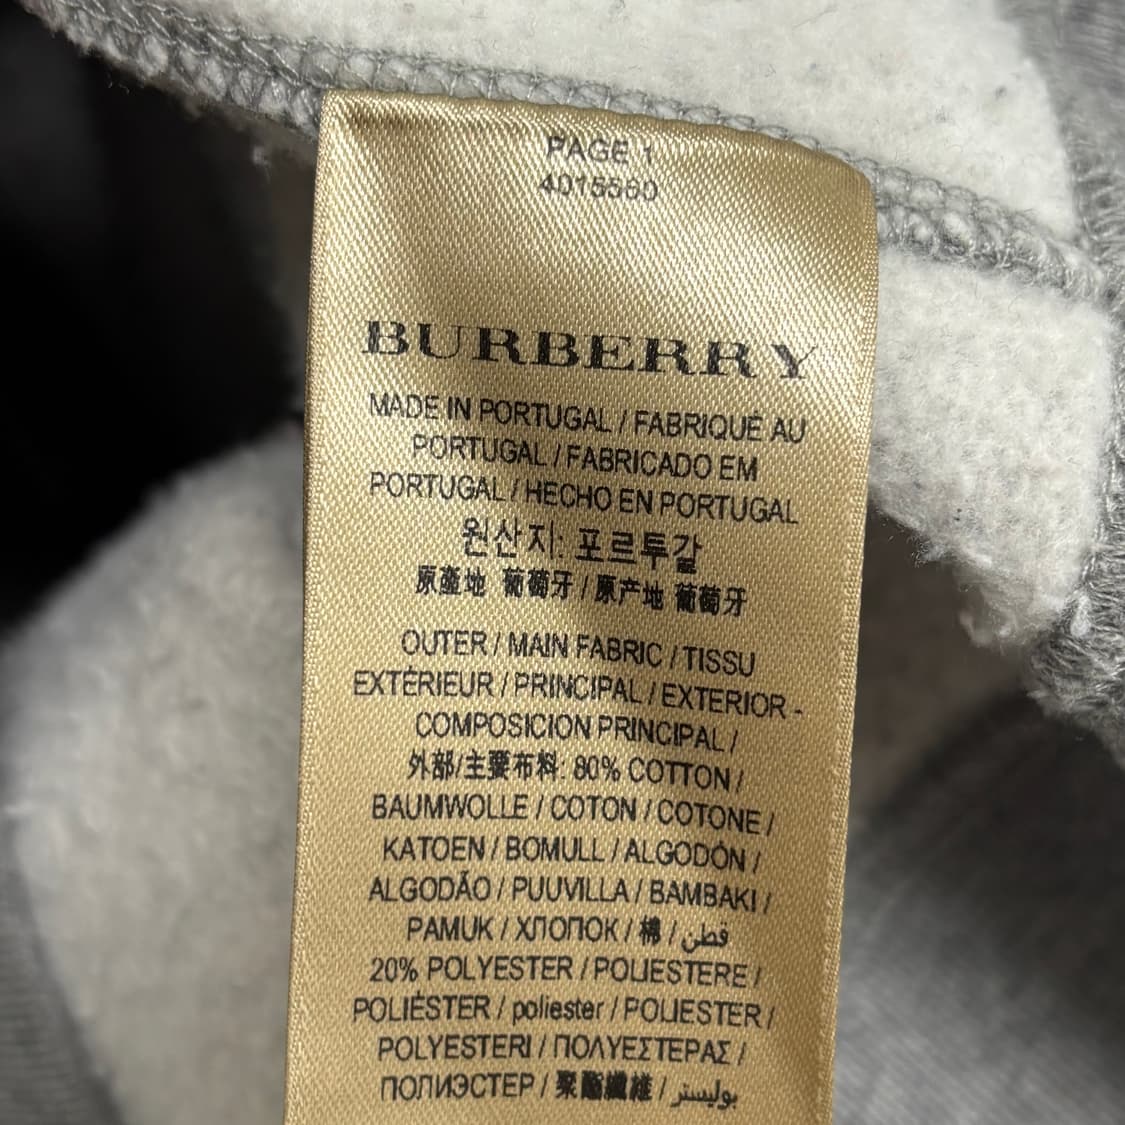 PAGE 1
4015560
BURBERRY
MADE IN PORTUGAL / FABRIQUÉ AU
PORTUGAL / FABRICADO EM
PORTUGAL / HECHO EN PORTUGAL
원산지: 포르투갈
原產地 葡萄牙 / 原产地 葡萄牙
OUTER / MAIN FABRIC / TISSU
EXTÉRIEUR / PRINCIPAL / EXTERIOR -
COMPOSICION PRINCIPAL /
外部/主要布料: 80% COTTON /
BAUMWOLLE / COTON / COTONE /
KATOEN / BOMULL / ALGODÓN /
ALGODÃO / PUUVILLA / BAMBAKI /
PAMUK / ХЛОПОК / 棉 / قطن
20% POLYESTER / POLIESTERE /
POLIÉSTER / poliester / POLIESTER /
POLYESTERI / ΠΟΛΥΕΣΤΕΡΑΣ /
ПОЛИЭСТЕР / 聚酯纖維 / بوليستر